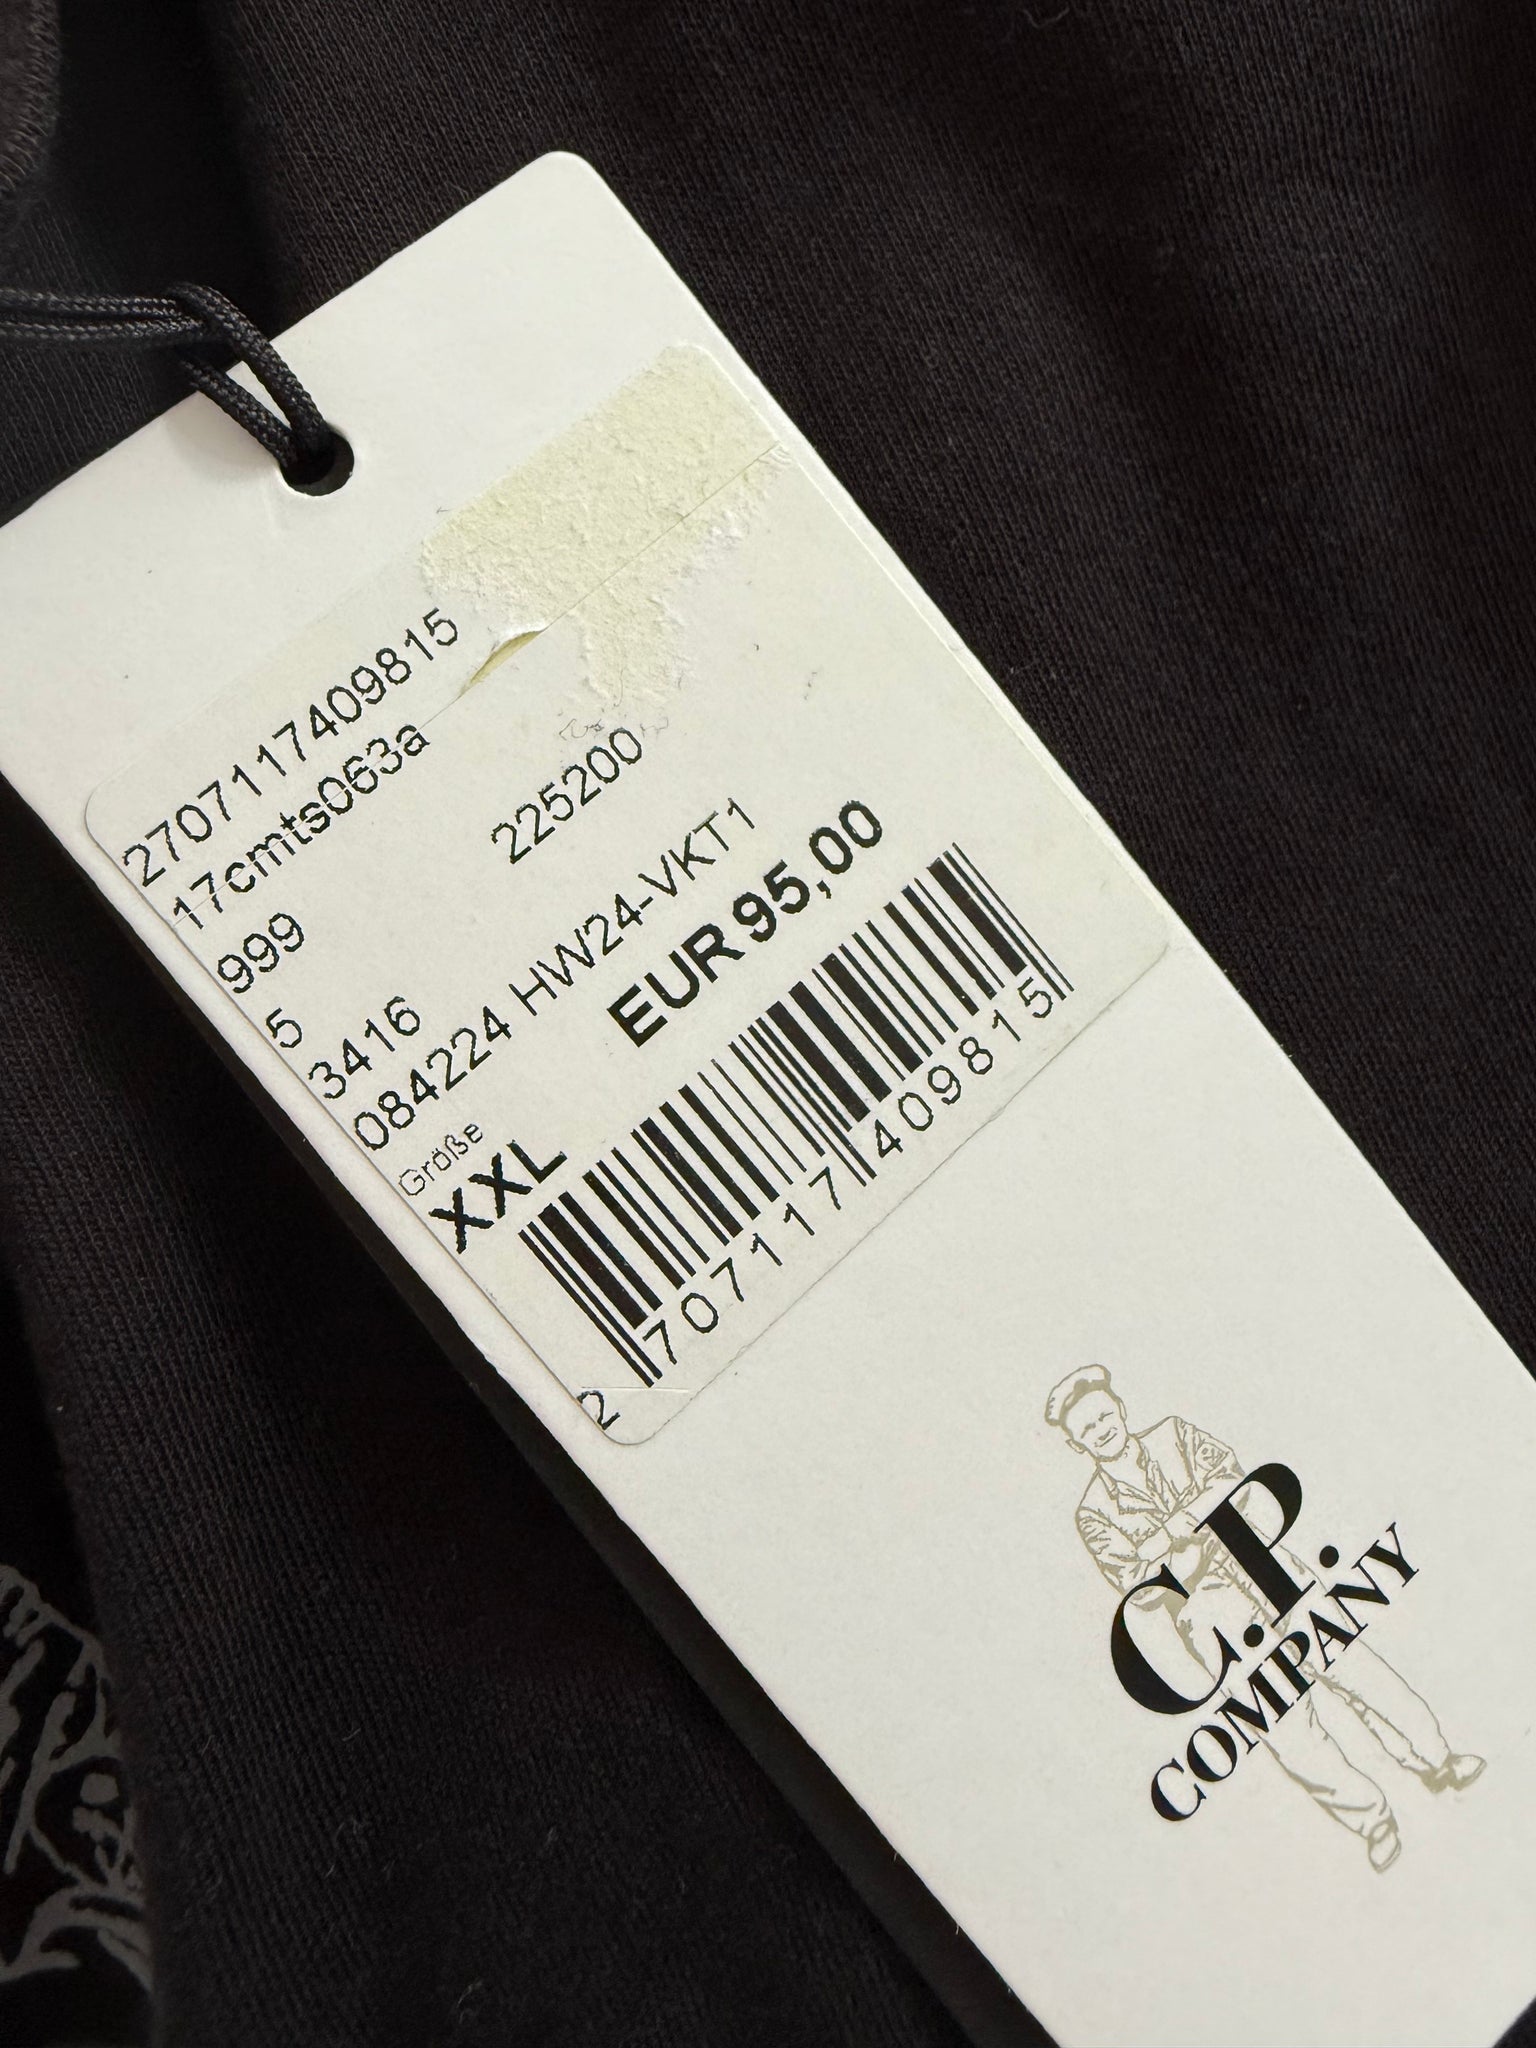 2707117409815
17cmts063a
999
225200
5
3416
084224 HW24-VKT1
EUR 95,00
Größe
XXL
2 707117 409815
C.P.
COMPANY